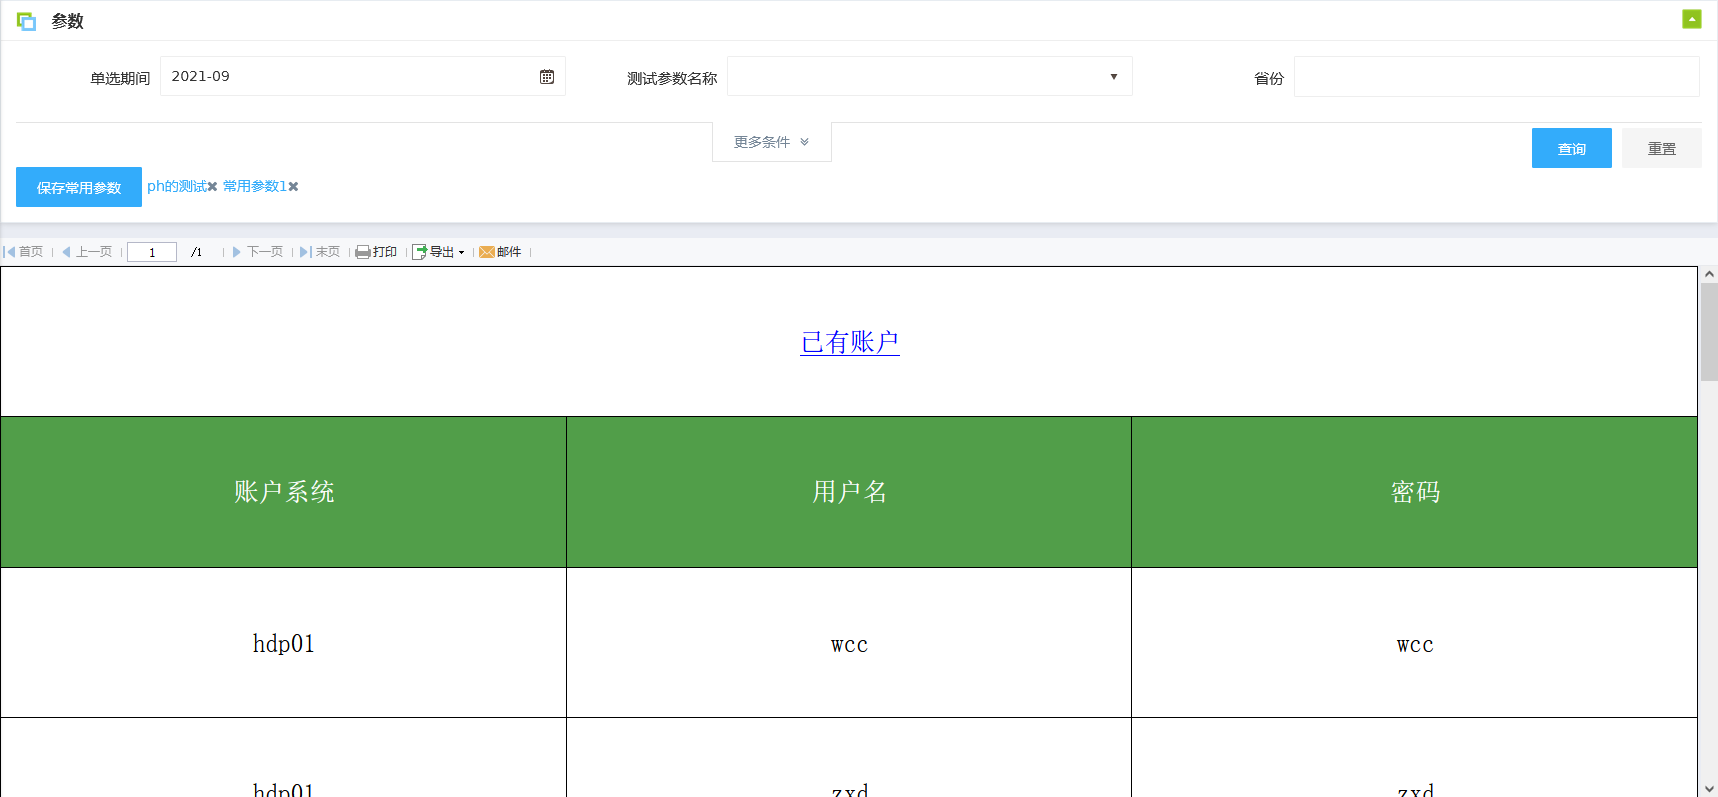 参数
单选期间 2021-09 测试参数名称 省份
更多条件 查询 重置
保存常用参数 ph的测试 常用参数1
首页 上一页 1 /1 下一页 末页 打印 导出 邮件
已有账户
账户系统 用户名 密码
hdp01 wcc wcc
hdp01 zxd zxd